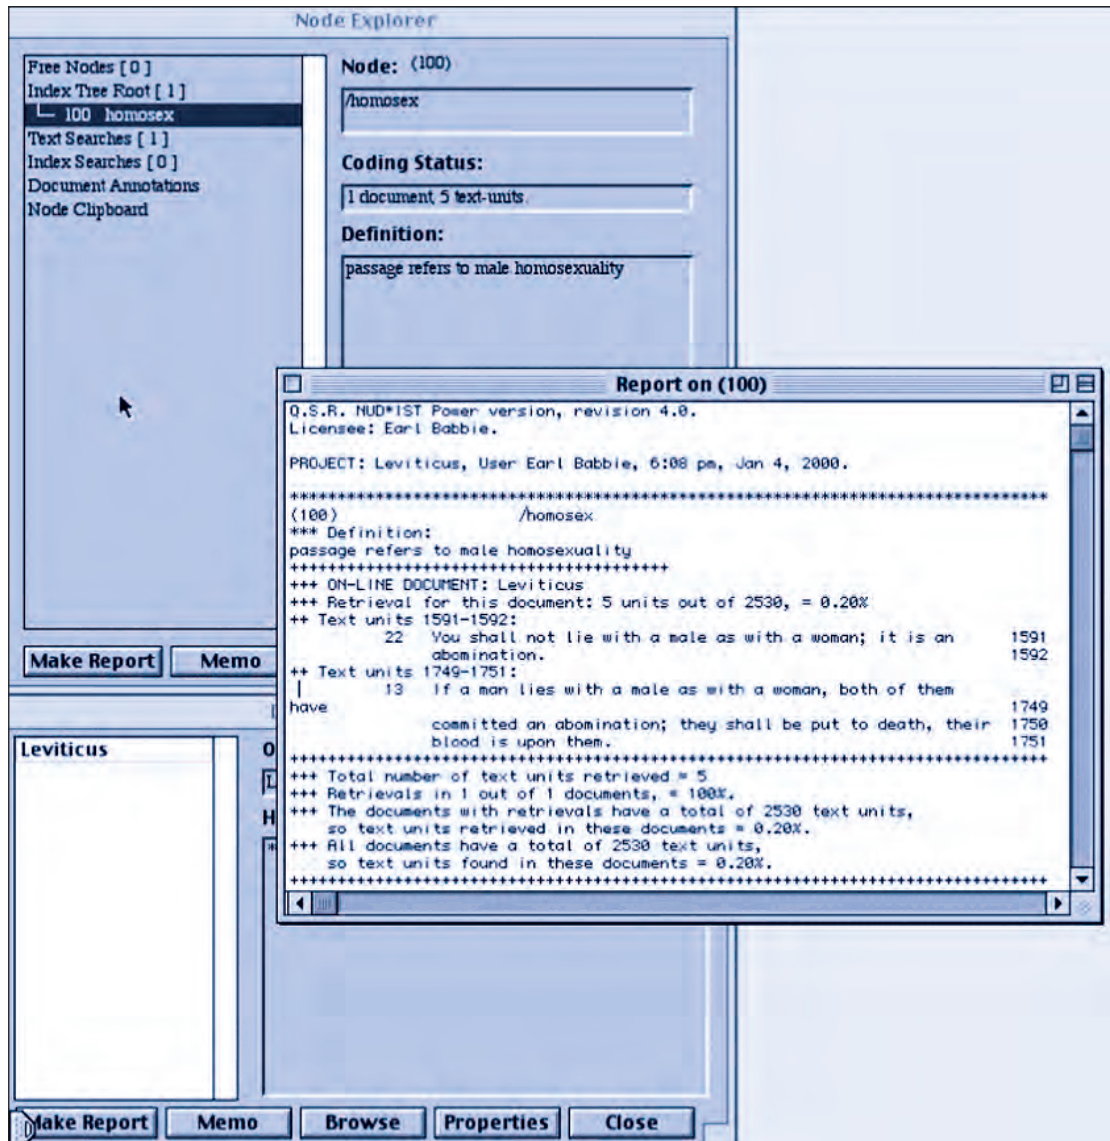 Node Explorer
Free Nodes [ 0 ]
Index Tree Root [ 1 ]
100 homosex
Text Searches [ 1 ]
Index Searches [ 0 ]
Document Annotations
Node Clipboard
Node: (100)
/homosex
Coding Status:
1 document, 5 text-units.
Definition:
passage refers to male homosexuality
Make Report
Memo
Report on (100)
Q.S.R. NUD*IST Power version, revision 4.0.
Licensee: Earl Babbie.
PROJECT: Leviticus, User Earl Babbie, 6:08 pm, Jan 4, 2000.
********************************************************************************
(100) /homosex
*** Definition:
passage refers to male homosexuality
++++++++++++++++++++++++++++++++++++++++
+++ ON-LINE DOCUMENT: Leviticus
+++ Retrieval for this document: 5 units out of 2530, = 0.20%
++ Text units 1591-1592:
22 You shall not lie with a male as with a woman; it is an 1591
abomination. 1592
++ Text units 1749-1751:
13 If a man lies with a male as with a woman, both of them
have 1749
committed an abomination; they shall be put to death, their 1750
blood is upon them. 1751
++++++++++++++++++++++++++++++++++++++++++++++++++++++++++++++++++++++++++++++++
+++ Total number of text units retrieved = 5
+++ Retrievals in 1 out of 1 documents, = 100%.
+++ The documents with retrievals have a total of 2530 text units,
so text units retrieved in these documents = 0.20%.
+++ All documents have a total of 2530 text units,
so text units found in these documents = 0.20%.
++++++++++++++++++++++++++++++++++++++++++++++++++++++++++++++++++++++++++++++++
Leviticus
Make Report
Memo
Browse
Properties
Close